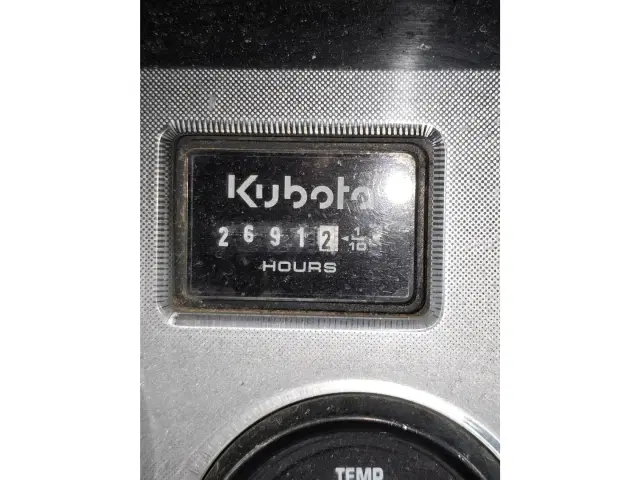 Kubota
26912 ◄ 1/10
HOURS
TEMP